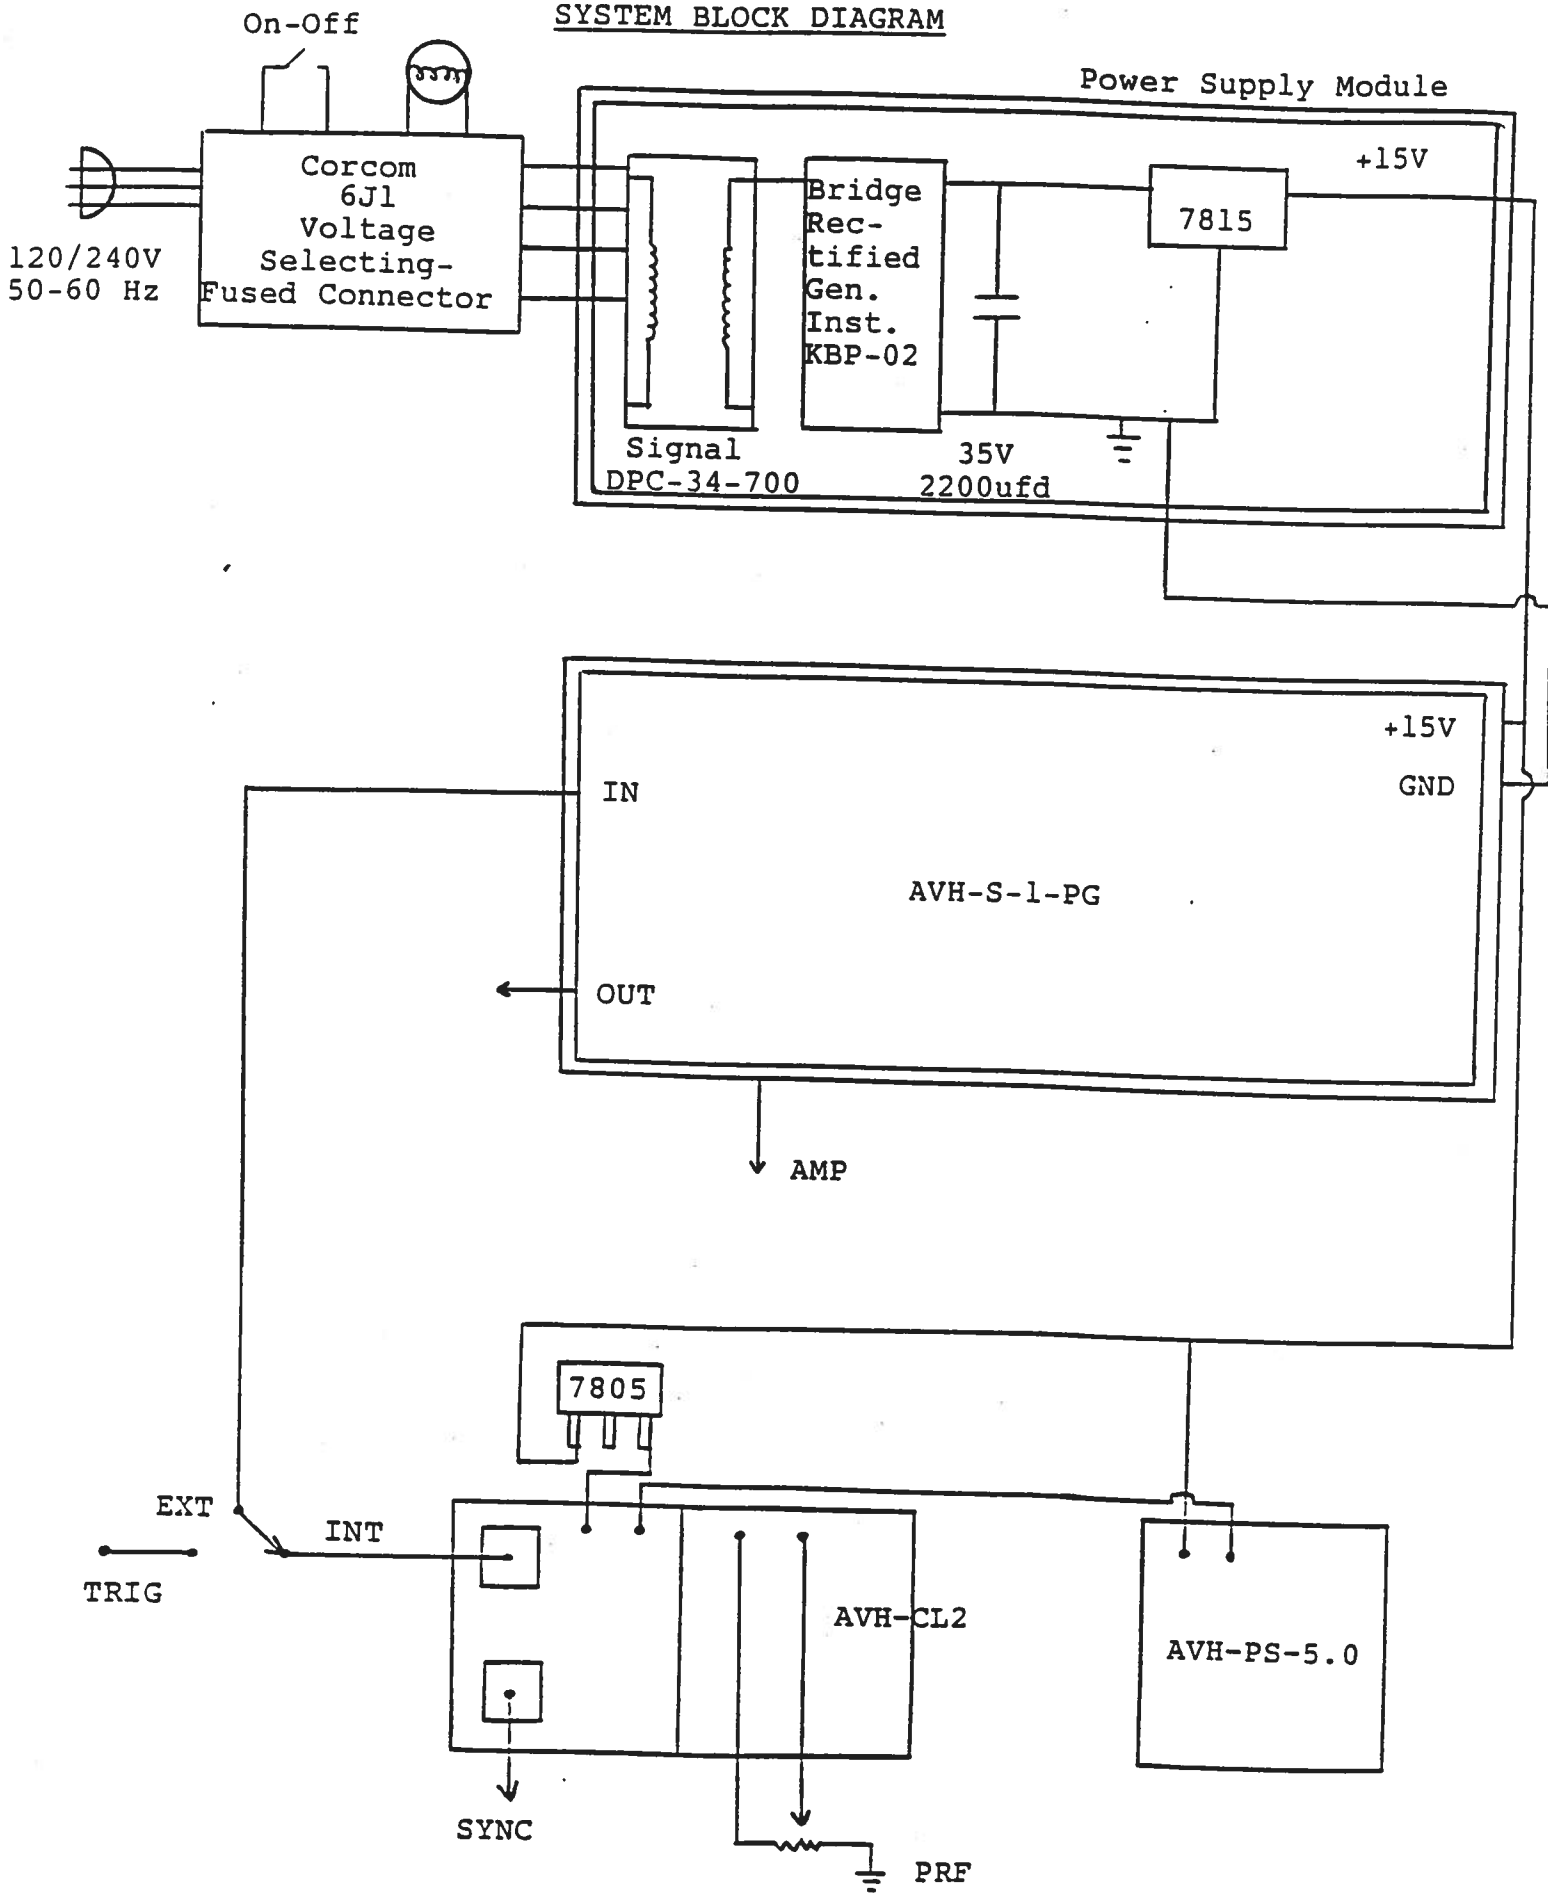 SYSTEM BLOCK DIAGRAM
On-Off
Power Supply Module
Corcom
6J1
Voltage
Selecting-
Fused Connector
120/240V
50-60 Hz
Bridge
Rec-
tified
Gen.
Inst.
KBP-02
7815
+15V
Signal
DPC-34-700
35V
2200ufd
+15V
GND
IN
AVH-S-1-PG
OUT
AMP
7805
EXT
INT
TRIG
AVH-CL2
AVH-PS-5.0
SYNC
PRF